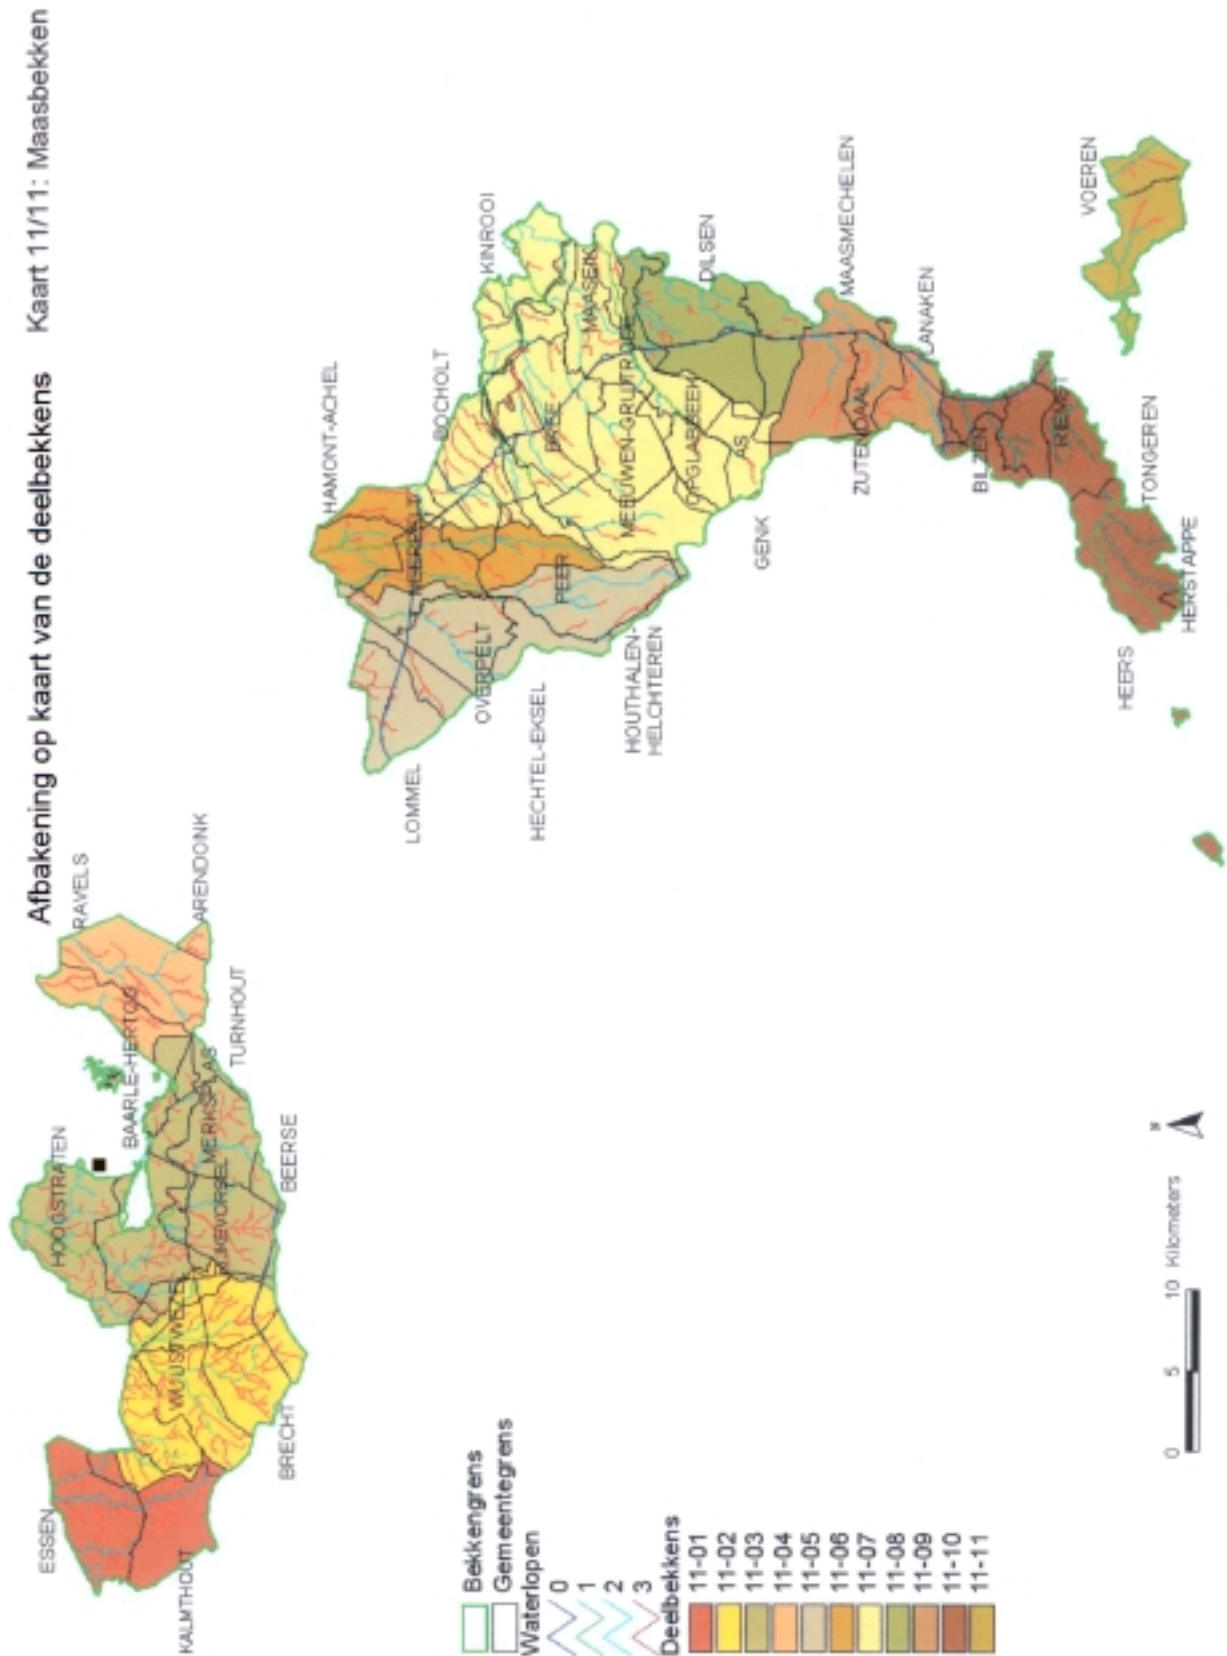 Afbakening op kaart van de deelbekkens Kaart 11/11: Maasbekken
ESSEN
KALMTHOUT
WUUSTWEZEL
BRECHT
HOOGSTRATEN
RIJKEVORSEL
MERKSPLAS
BEERSE
BAARLE-HERTOG
TURNHOUT
RAVELS
ARENDONK
HAMONT-ACHEL
LOMMEL
NEERPELT
OVERPELT
BOCHOLT
KINROOI
HECHTEL-EKSEL
PEER
BREE
MAASEIK
HOUTHALEN-
HELCHTEREN
MEEUWEN-GRUITRODE
OPGLABBEEK
DILSEN
AS
GENK
ZUTENDAAL
MAASMECHELEN
LANAKEN
BILZEN
RIEMST
TONGEREN
HERSTAPPE
HEERS
VOEREN
Bekkengrens
Gemeentegrens
Waterlopen
0
1
2
3
Deelbekkens
11-01
11-02
11-03
11-04
11-05
11-06
11-07
11-08
11-09
11-10
11-11
0 5 10 Kilometers
N